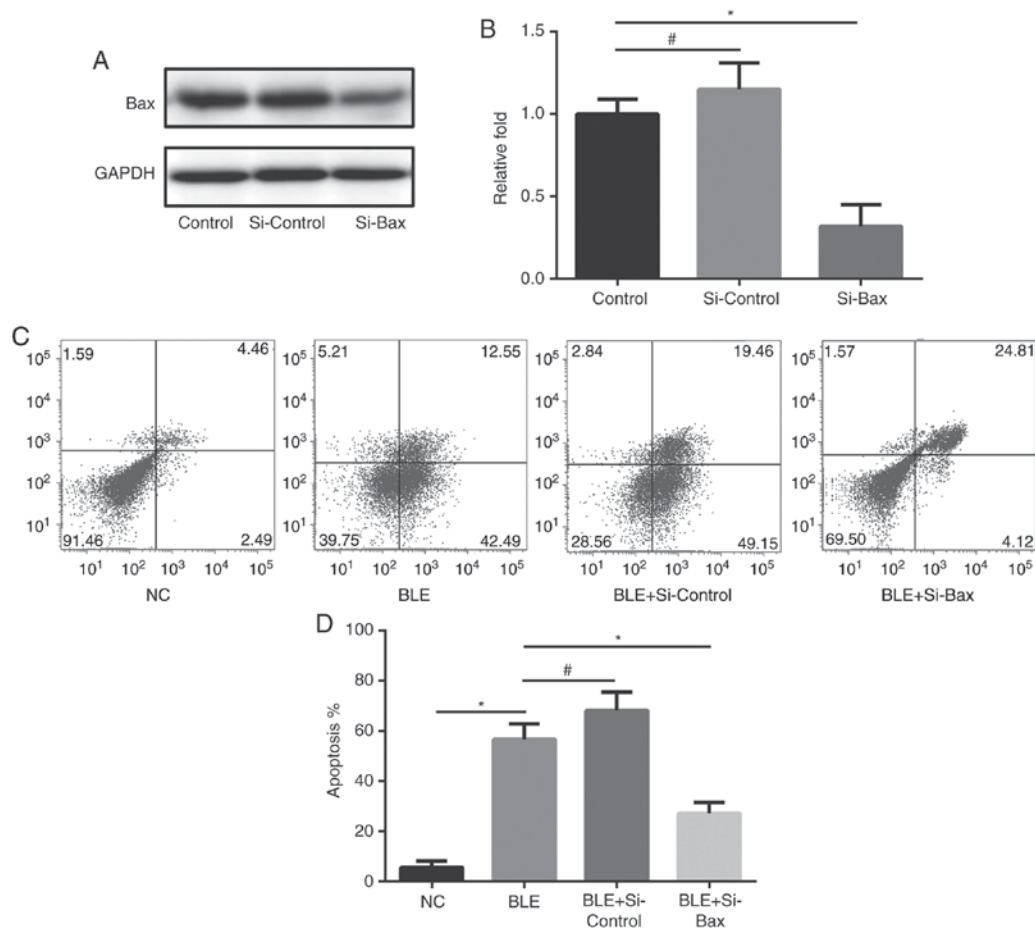 A
Bax
GAPDH
Control Si-Control Si-Bax
B
Relative fold
1.5
1.0
0.5
0.0
*
#
Control Si-Control Si-Bax
C
10⁵
10⁴
10³
10²
10¹
1.59 4.46
91.46 2.49
10¹ 10² 10³ 10⁴ 10⁵
NC
10⁵
10⁴
10³
10²
10¹
5.21 12.55
39.75 42.49
10¹ 10² 10³ 10⁴ 10⁵
BLE
10⁵
10⁴
10³
10²
10¹
2.84 19.46
28.56 49.15
10¹ 10² 10³ 10⁴ 10⁵
BLE+Si-Control
10⁵
10⁴
10³
10²
10¹
1.57 24.81
69.50 4.12
10¹ 10² 10³ 10⁴ 10⁵
BLE+Si-Bax
D
Apoptosis %
100
80
60
40
20
0
*
#
*
NC BLE BLE+Si- BLE+Si-
Control Bax